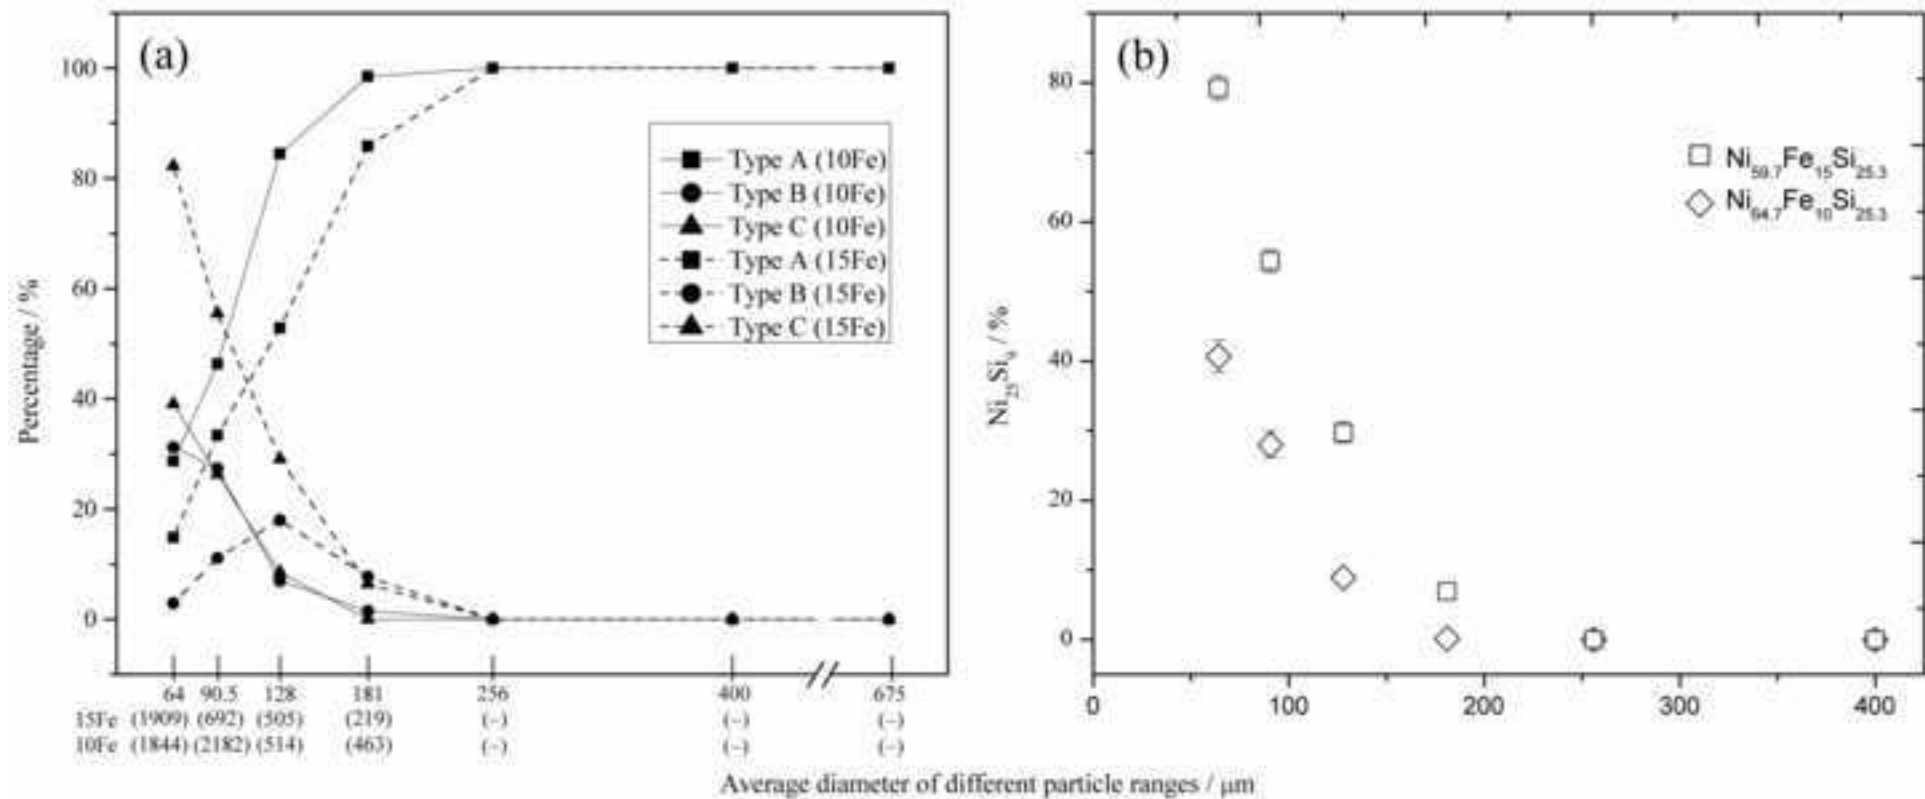 (a)
100
80
60
40
20
0
Percentage / %
Type A (10Fe)
Type B (10Fe)
Type C (10Fe)
Type A (15Fe)
Type B (15Fe)
Type C (15Fe)
64 90.5 128 181 256 400 675
15Fe (1909) (692) (505) (219) (-) (-) (-)
10Fe (1844) (2182) (514) (463) (-) (-) (-)
(b)
80
60
40
20
0
Ni₂₅Si₉ / %
Ni₅₉.₇Fe₁₅Si₂₅.₃
Ni₆₄.₇Fe₁₀Si₂₅.₃
0 100 200 300 400
Average diameter of different particle ranges / μm